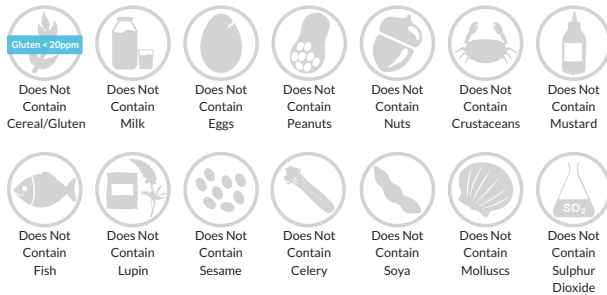 Gluten < 20ppm
Does Not
Contain
Cereal/Gluten
Does Not
Contain
Milk
Does Not
Contain
Eggs
Does Not
Contain
Peanuts
Does Not
Contain
Nuts
Does Not
Contain
Crustaceans
Does Not
Contain
Mustard
Does Not
Contain
Fish
Does Not
Contain
Lupin
Does Not
Contain
Sesame
Does Not
Contain
Celery
Does Not
Contain
Soya
Does Not
Contain
Molluscs
SO₂
Does Not
Contain
Sulphur
Dioxide